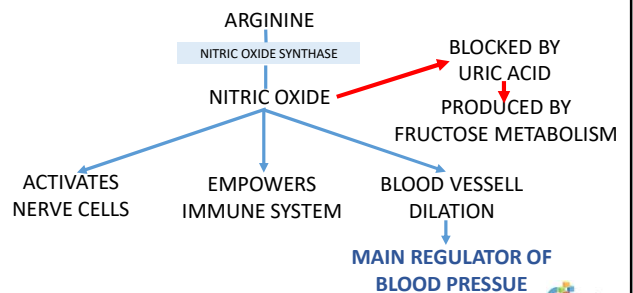 ARGININE
NITRIC OXIDE SYNTHASE
BLOCKED BY
URIC ACID
NITRIC OXIDE
PRODUCED BY
FRUCTOSE METABOLISM
ACTIVATES
NERVE CELLS
EMPOWERS
IMMUNE SYSTEM
BLOOD VESSELL
DILATION
MAIN REGULATOR OF
BLOOD PRESSUE